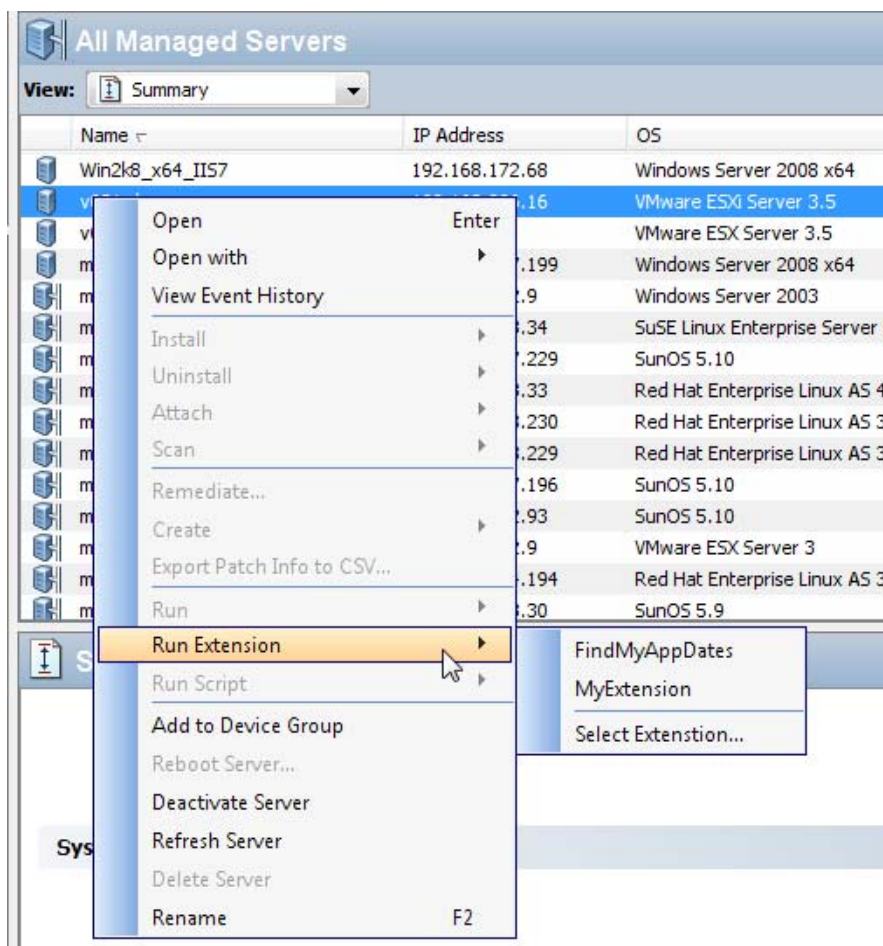 All Managed Servers
View: Summary
Name IP Address OS
Win2k8_x64_IIS7 192.168.172.68 Windows Server 2008 x64
.16 VMware ESXi Server 3.5
VMware ESX Server 3.5
m .199 Windows Server 2008 x64
m .9 Windows Server 2003
m .34 SuSE Linux Enterprise Server
m .229 SunOS 5.10
m .33 Red Hat Enterprise Linux AS 4
m .230 Red Hat Enterprise Linux AS 3
m .229 Red Hat Enterprise Linux AS 3
m .196 SunOS 5.10
m .93 SunOS 5.10
m .9 VMware ESX Server 3
m .194 Red Hat Enterprise Linux AS 3
m .30 SunOS 5.9
Open Enter
Open with
View Event History
Install
Uninstall
Attach
Scan
Remediate...
Create
Export Patch Info to CSV...
Run
Run Extension
Run Script
Add to Device Group
Reboot Server...
Deactivate Server
Refresh Server
Delete Server
Rename F2
FindMyAppDates
MyExtension
Select Extenstion...
S
Sys